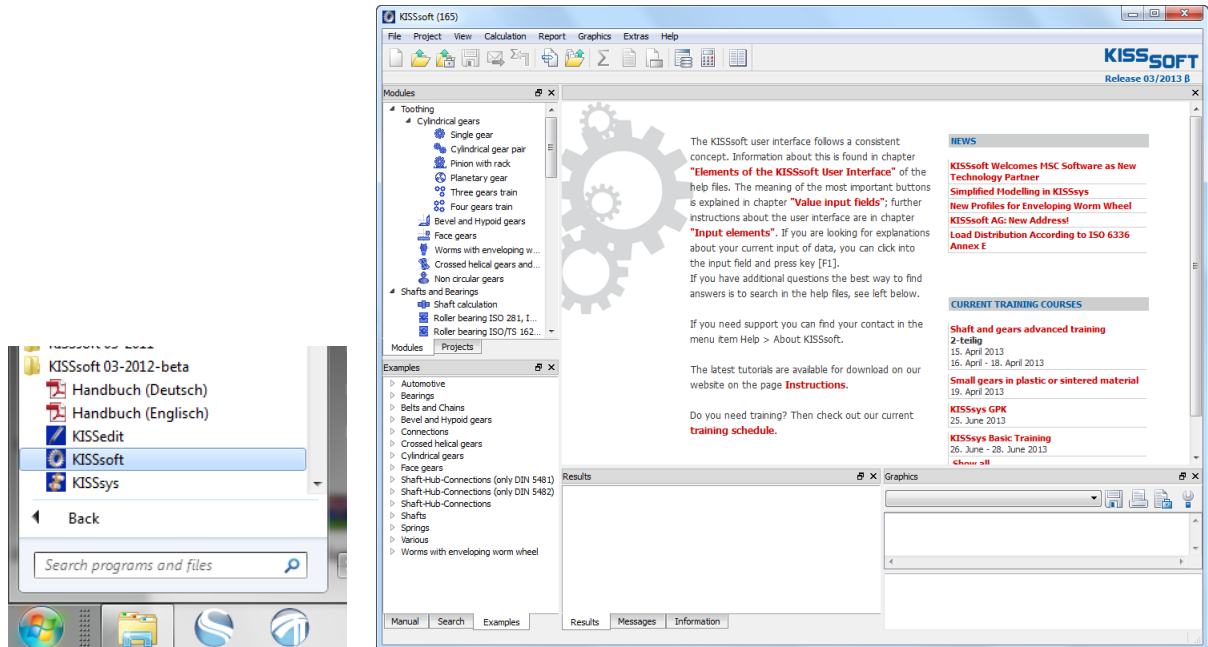 KISSsoft 03-2011
KISSsoft 03-2012-beta
Handbuch (Deutsch)
Handbuch (Englisch)
KISSedit
KISSsoft
KISSsys
Back
Search programs and files
KISSsoft (165)
File Project View Calculation Report Graphics Extras Help
KISSSOFT
Release 03/2013 β
Modules
Toothing
Cylindrical gears
Single gear
Cylindrical gear pair
Pinion with rack
Planetary gear
Three gears train
Four gears train
Bevel and Hypoid gears
Face gears
Worms with enveloping w...
Crossed helical gears and...
Non circular gears
Shafts and Bearings
Shaft calculation
Roller bearing ISO 281, I...
Roller bearing ISO/TS 162...
Modules Projects
Examples
Automotive
Bearings
Belts and Chains
Bevel and Hypoid gears
Connections
Crossed helical gears
Cylindrical gears
Face gears
Shaft-Hub-Connections (only DIN 5481)
Shaft-Hub-Connections (only DIN 5482)
Shaft-Hub-Connections
Shafts
Springs
Various
Worms with enveloping worm wheel
Manual Search Examples
The KISSsoft user interface follows a consistent
concept. Information about this is found in chapter
"Elements of the KISSsoft User Interface" of the
help files. The meaning of the most important buttons
is explained in chapter "Value input fields"; further
instructions about the user interface are in chapter
"Input elements". If you are looking for explanations
about your current input of data, you can click into
the input field and press key [F1].
If you have additional questions the best way to find
answers is to search in the help files, see left below.
If you need support you can find your contact in the
menu item Help > About KISSsoft.
The latest tutorials are available for download on our
website on the page Instructions.
Do you need training? Then check out our current
training schedule.
NEWS
KISSsoft Welcomes MSC Software as New
Technology Partner
Simplified Modelling in KISSsys
New Profiles for Enveloping Worm Wheel
KISSsoft AG: New Address!
Load Distribution According to ISO 6336
Annex E
CURRENT TRAINING COURSES
Shaft and gears advanced training
2-teilig
15. April 2013
16. April - 18. April 2013
Small gears in plastic or sintered material
19. April 2013
KISSsys GPK
25. June 2013
KISSsys Basic Training
26. June - 28. June 2013
Show all
Results
Graphics
Results Messages Information